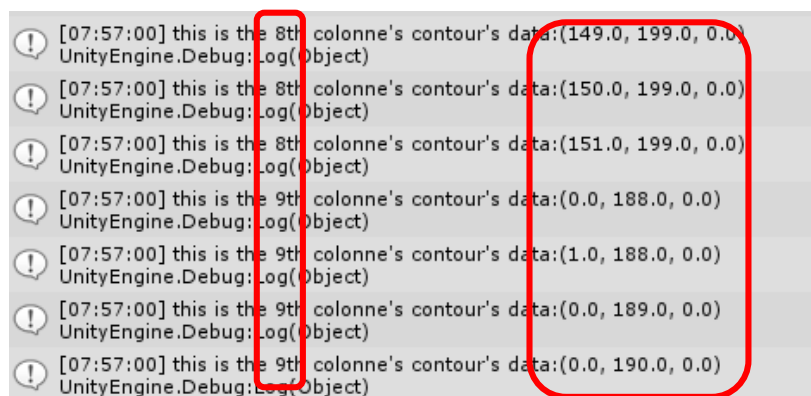 [07:57:00] this is the 8th colonne's contour's data:(149.0, 199.0, 0.0)
UnityEngine.Debug:Log(Object)
[07:57:00] this is the 8th colonne's contour's data:(150.0, 199.0, 0.0)
UnityEngine.Debug:Log(Object)
[07:57:00] this is the 8th colonne's contour's data:(151.0, 199.0, 0.0)
UnityEngine.Debug:Log(Object)
[07:57:00] this is the 9th colonne's contour's data:(0.0, 188.0, 0.0)
UnityEngine.Debug:Log(Object)
[07:57:00] this is the 9th colonne's contour's data:(1.0, 188.0, 0.0)
UnityEngine.Debug:Log(Object)
[07:57:00] this is the 9th colonne's contour's data:(0.0, 189.0, 0.0)
UnityEngine.Debug:Log(Object)
[07:57:00] this is the 9th colonne's contour's data:(0.0, 190.0, 0.0)
UnityEngine.Debug:Log(Object)